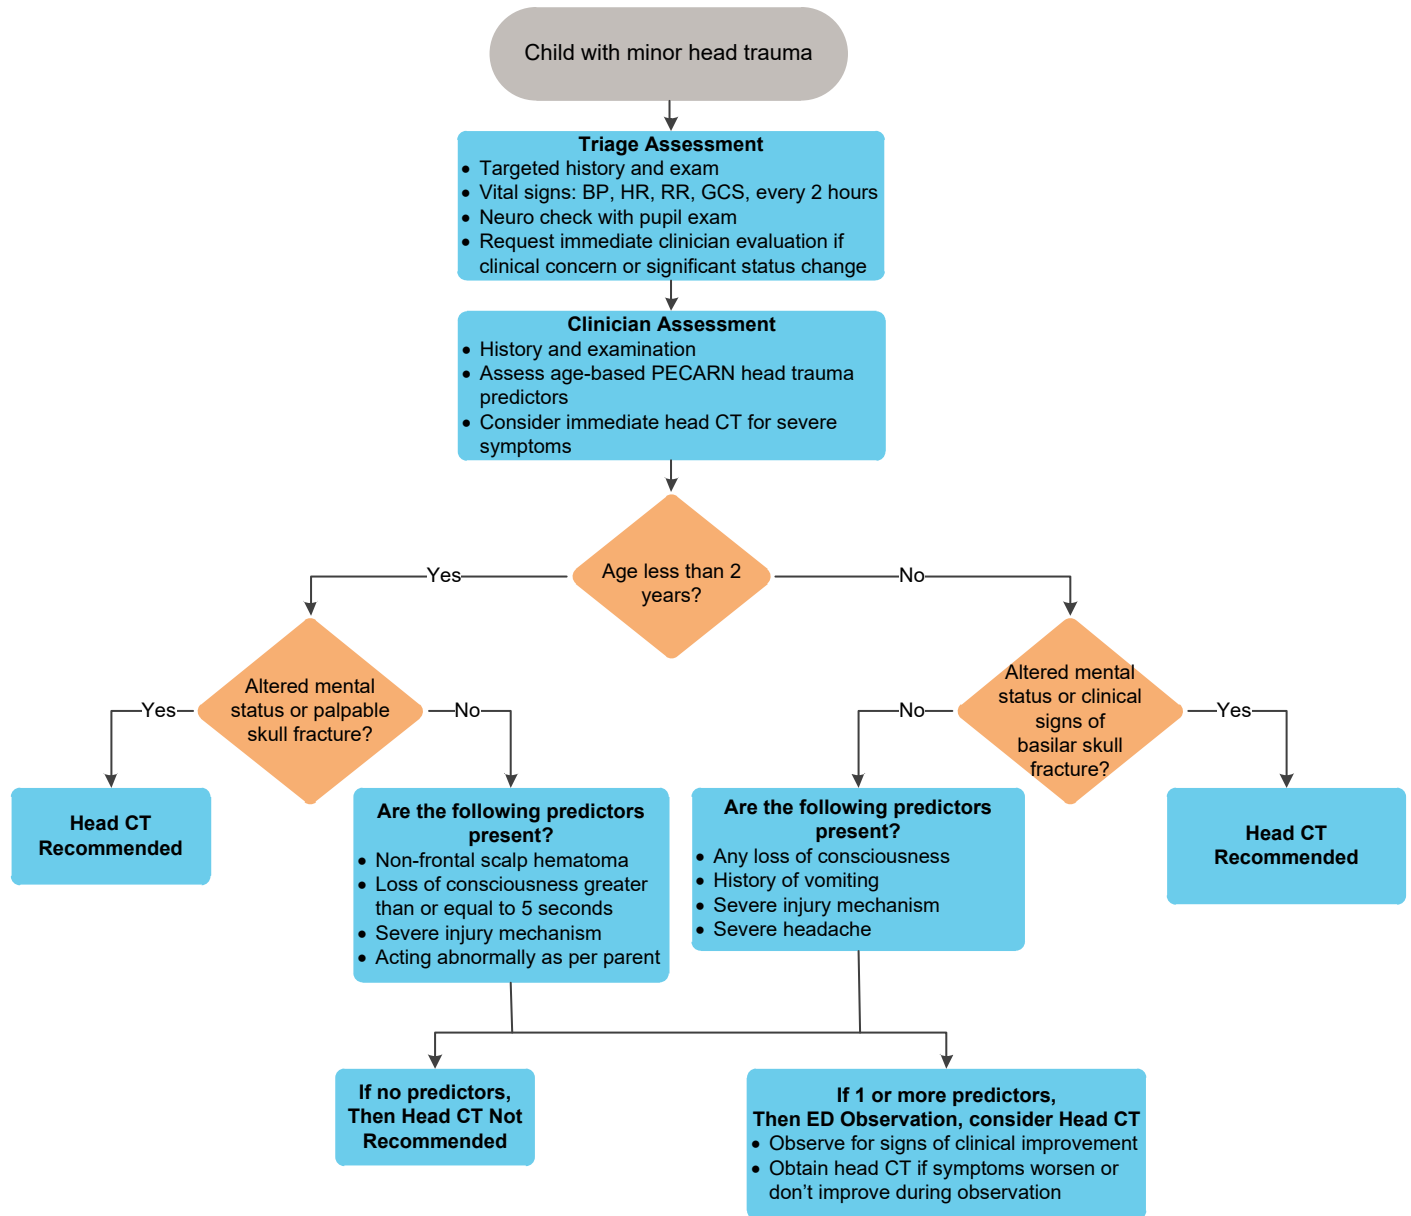 Child with minor head trauma
Triage Assessment
• Targeted history and exam
• Vital signs: BP, HR, RR, GCS, every 2 hours
• Neuro check with pupil exam
• Request immediate clinician evaluation if
clinical concern or significant status change
Clinician Assessment
• History and examination
• Assess age-based PECARN head trauma
predictors
• Consider immediate head CT for severe
symptoms
Age less than 2
years?
Yes
No
Altered mental
status or palpable
skull fracture?
Yes
No
Altered mental
status or clinical
signs of
basilar skull
fracture?
No
Yes
Head CT
Recommended
Are the following predictors
present?
• Non-frontal scalp hematoma
• Loss of consciousness greater
than or equal to 5 seconds
• Severe injury mechanism
• Acting abnormally as per parent
Are the following predictors
present?
• Any loss of consciousness
• History of vomiting
• Severe injury mechanism
• Severe headache
Head CT
Recommended
If no predictors,
Then Head CT Not
Recommended
If 1 or more predictors,
Then ED Observation, consider Head CT
• Observe for signs of clinical improvement
• Obtain head CT if symptoms worsen or
don’t improve during observation